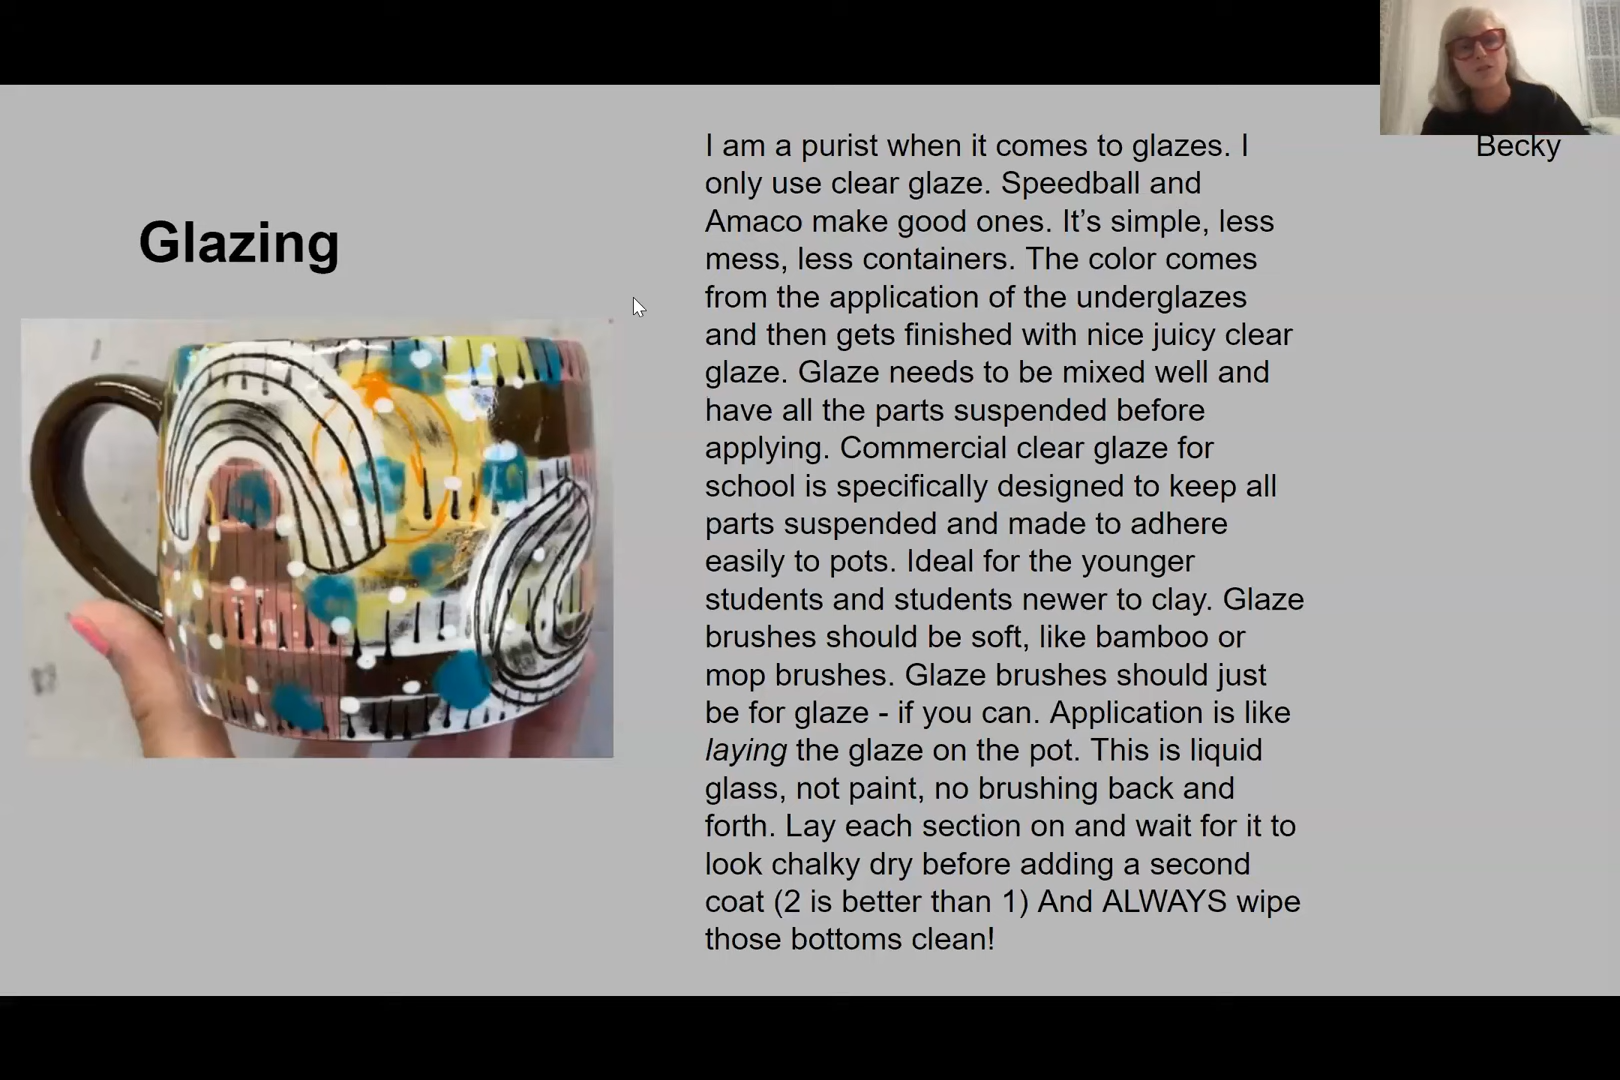 Glazing
I am a purist when it comes to glazes. I
only use clear glaze. Speedball and
Amaco make good ones. It’s simple, less
mess, less containers. The color comes
from the application of the underglazes
and then gets finished with nice juicy clear
glaze. Glaze needs to be mixed well and
have all the parts suspended before
applying. Commercial clear glaze for
school is specifically designed to keep all
parts suspended and made to adhere
easily to pots. Ideal for the younger
students and students newer to clay. Glaze
brushes should be soft, like bamboo or
mop brushes. Glaze brushes should just
be for glaze - if you can. Application is like
laying the glaze on the pot. This is liquid
glass, not paint, no brushing back and
forth. Lay each section on and wait for it to
look chalky dry before adding a second
coat (2 is better than 1) And ALWAYS wipe
those bottoms clean!
Becky